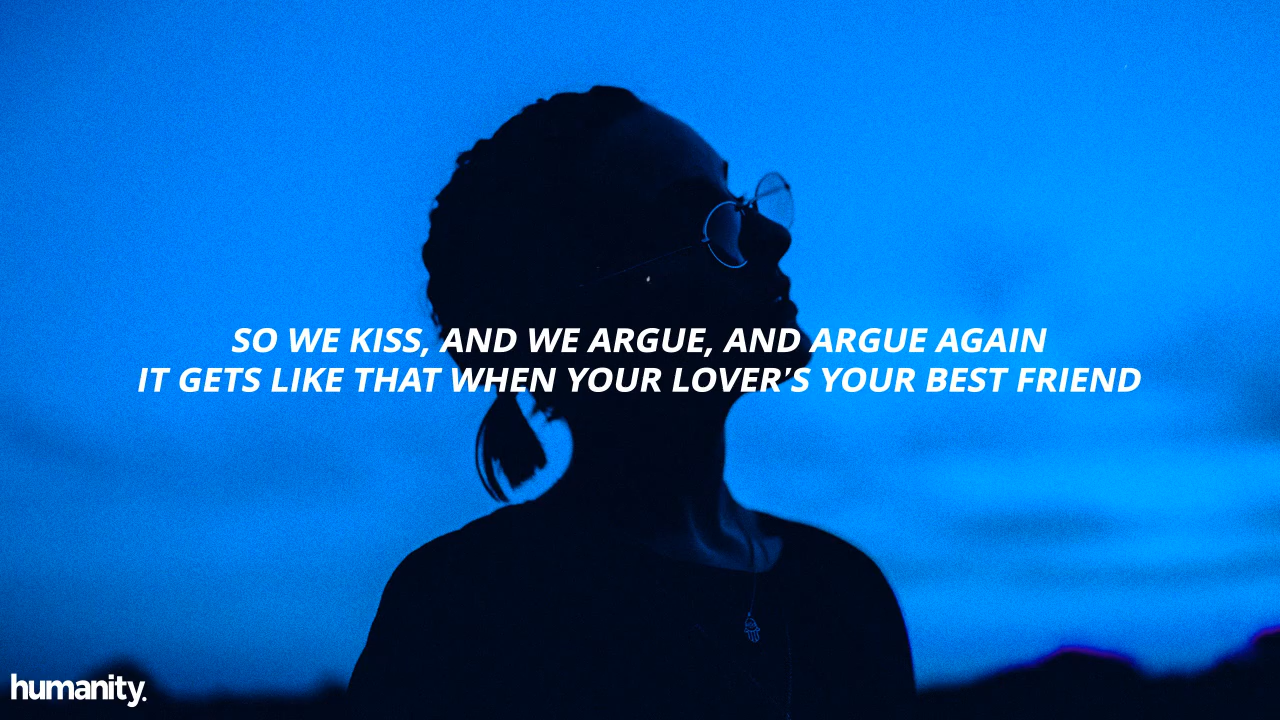 SO WE KISS, AND WE ARGUE, AND ARGUE AGAIN
IT GETS LIKE THAT WHEN YOUR LOVER'S YOUR BEST FRIEND
humanity.